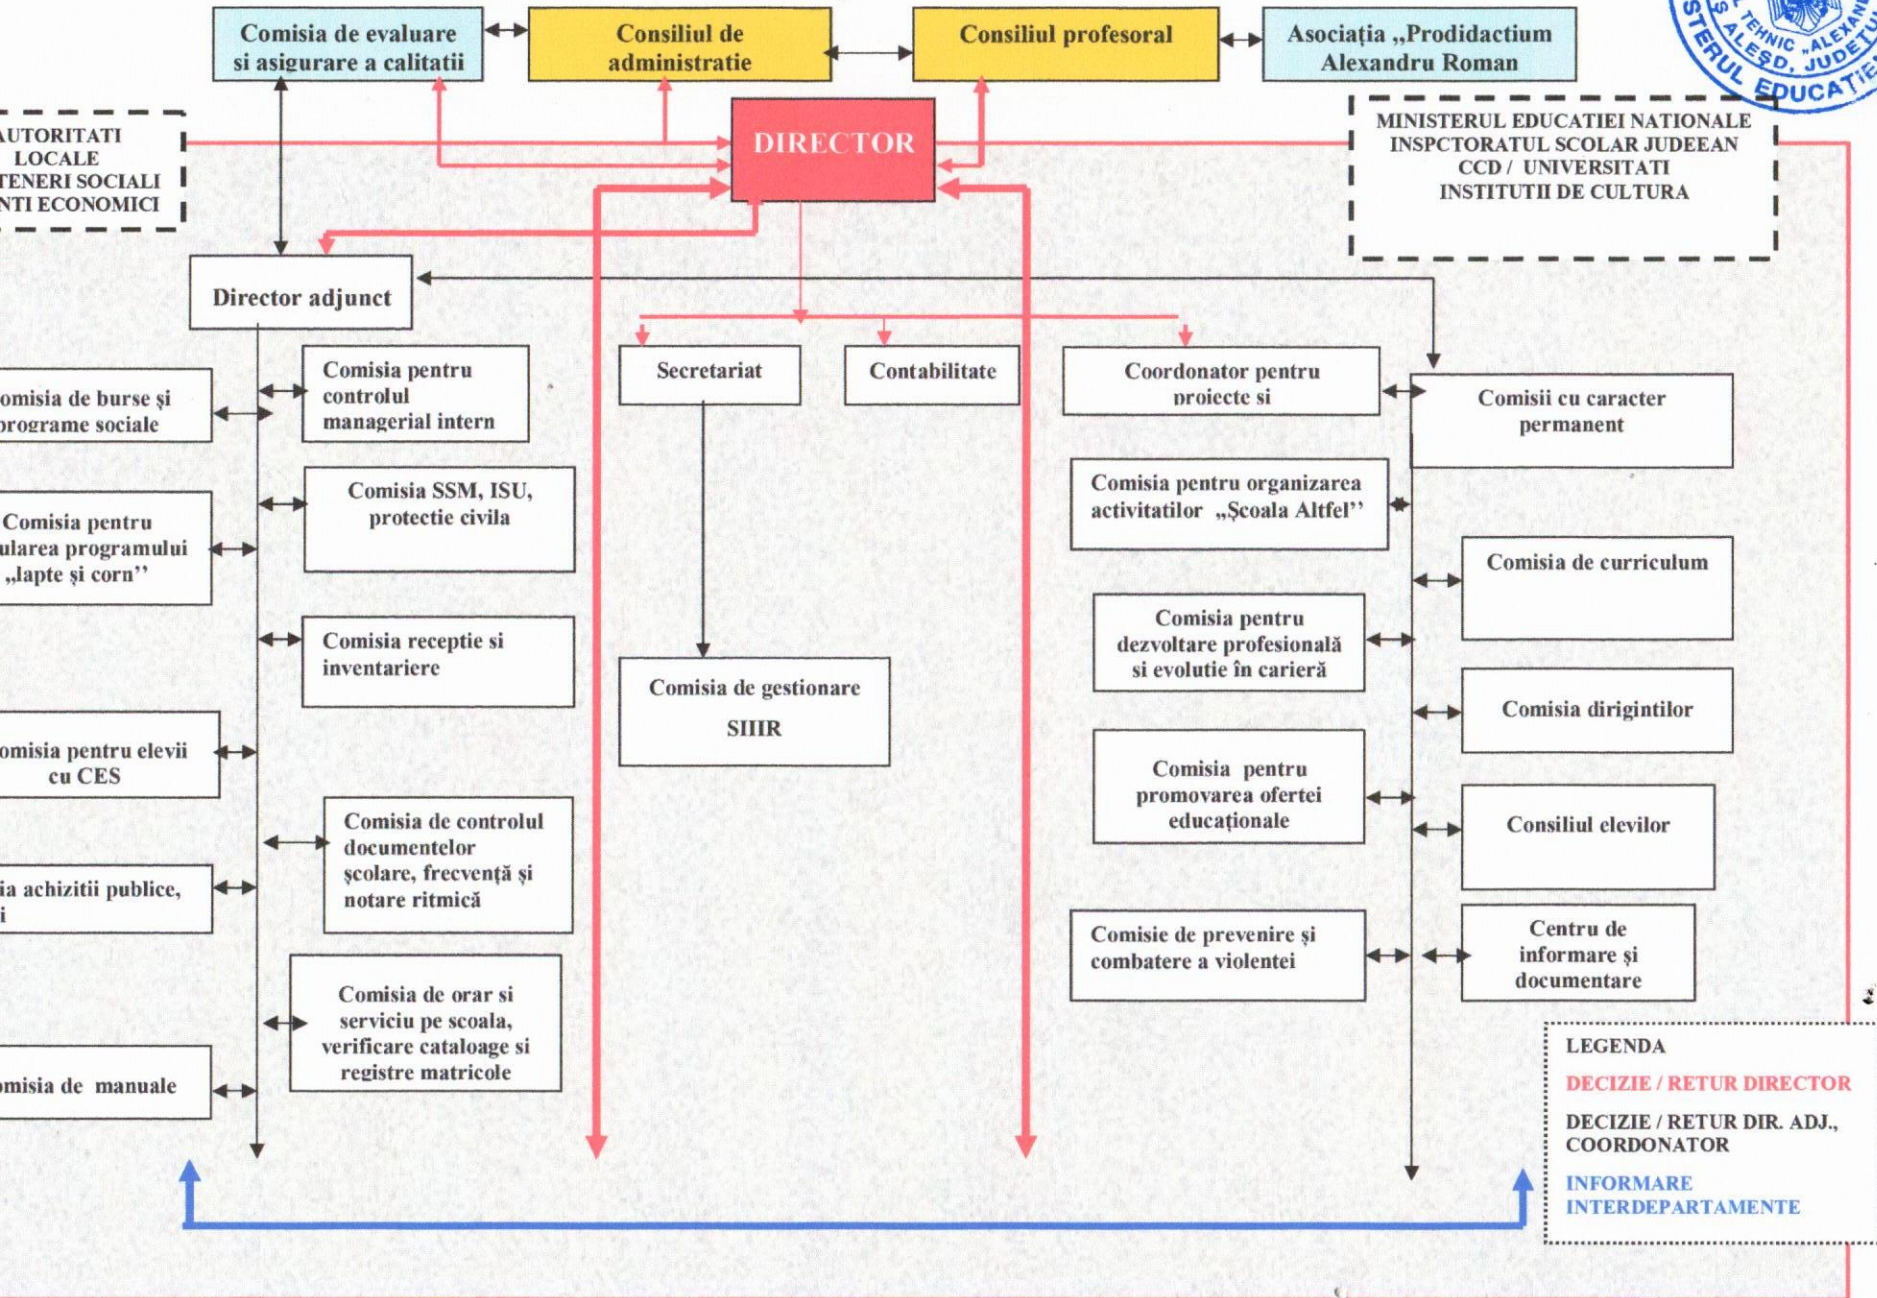 Comisia de evaluare
si asigurare a calitatii
Consiliul de
administratie
Consiliul profesoral
Asociația „Prodidactium
Alexandru Roman
TEHNIC „ALEXAN
ALEȘD, JUDEȚU
STERUL EDUCAȚIE
AUTORITATI
LOCALE
TENERI SOCIALI
NTI ECONOMICI
DIRECTOR
MINISTERUL EDUCATIEI NATIONALE
INSPCTORATUL SCOLAR JUDEEAN
CCD / UNIVERSITATI
INSTITUTII DE CULTURA
Director adjunct
omisia de burse și
programe sociale
Comisia pentru
controlul
managerial intern
Secretariat
Contabilitate
Coordonator pentru
proiecte si
Comisii cu caracter
permanent
Comisia SSM, ISU,
protectie civila
Comisia pentru organizarea
activitatilor „Școala Altfel’’
Comisia pentru
ularea programului
„lapte și corn’’
Comisia de curriculum
Comisia receptie si
inventariere
Comisia pentru
dezvoltare profesională
si evolutie în carieră
Comisia de gestionare
SIIIR
Comisia dirigintilor
omisia pentru elevii
cu CES
Comisia pentru
promovarea ofertei
educaționale
Comisia de controlul
documentelor
școlare, frecvență și
notare ritmică
Consiliul elevilor
ia achizitii publice,
i
Comisie de prevenire și
combatere a violentei
Centru de
informare și
documentare
Comisia de orar si
serviciu pe scoala,
verificare cataloage si
registre matricole
omisia de manuale
LEGENDA
DECIZIE / RETUR DIRECTOR
DECIZIE / RETUR DIR. ADJ.,
COORDONATOR
INFORMARE
INTERDEPARTAMENTE